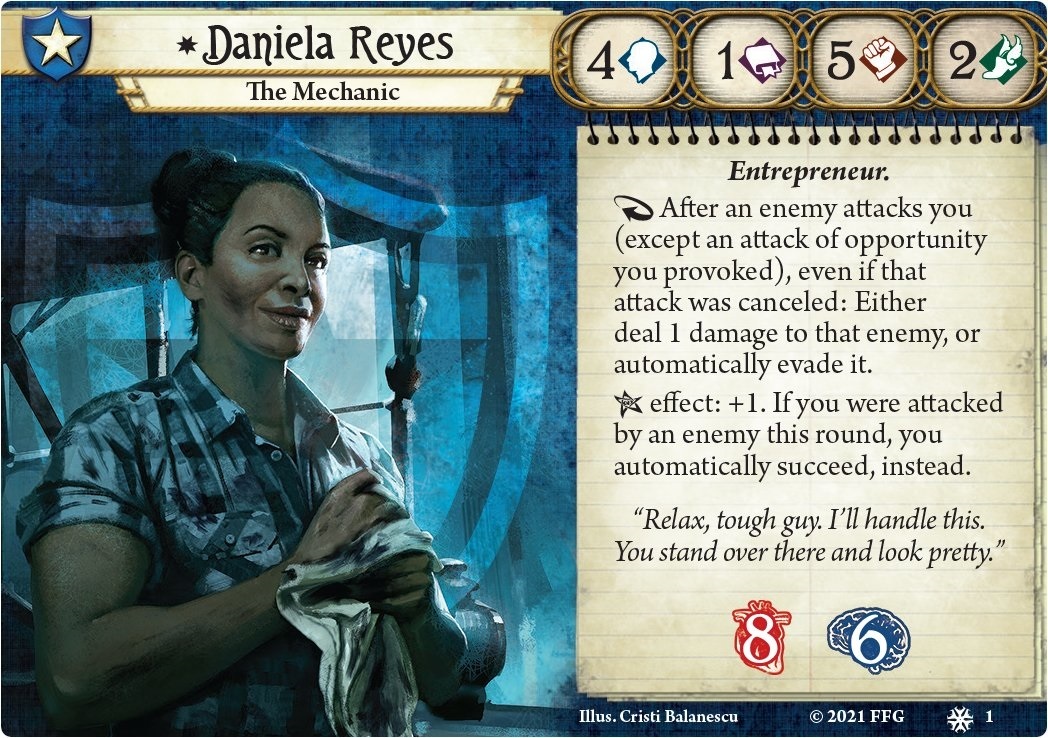 Daniela Reyes
The Mechanic
4 1 5 2
Entrepreneur.
After an enemy attacks you
(except an attack of opportunity
you provoked), even if that
attack was canceled: Either
deal 1 damage to that enemy, or
automatically evade it.
effect: +1. If you were attacked
by an enemy this round, you
automatically succeed, instead.
“Relax, tough guy. I’ll handle this.
You stand over there and look pretty.”
8 6
Illus. Cristi Balanescu © 2021 FFG 1